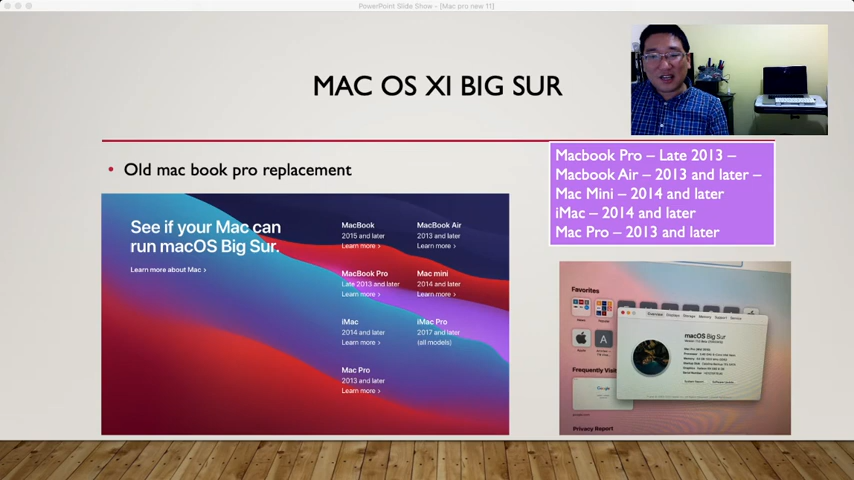 PowerPoint Slide Show - [Mac pro new 11]
MAC OS XI BIG SUR
• Old mac book pro replacement
Macbook Pro – Late 2013 –
Macbook Air – 2013 and later –
Mac Mini – 2014 and later
iMac – 2014 and later
Mac Pro – 2013 and later
See if your Mac can
run macOS Big Sur.
Learn more about Mac >
MacBook
2015 and later
Learn more >
MacBook Air
2013 and later
Learn more >
MacBook Pro
Late 2013 and later
Learn more >
Mac mini
2014 and later
Learn more >
iMac
2014 and later
Learn more >
iMac Pro
2017 and later
(all models)
Mac Pro
2013 and later
Learn more >
Favorites
Frequently Visi
Google
Privacy Report
macOS Big Sur